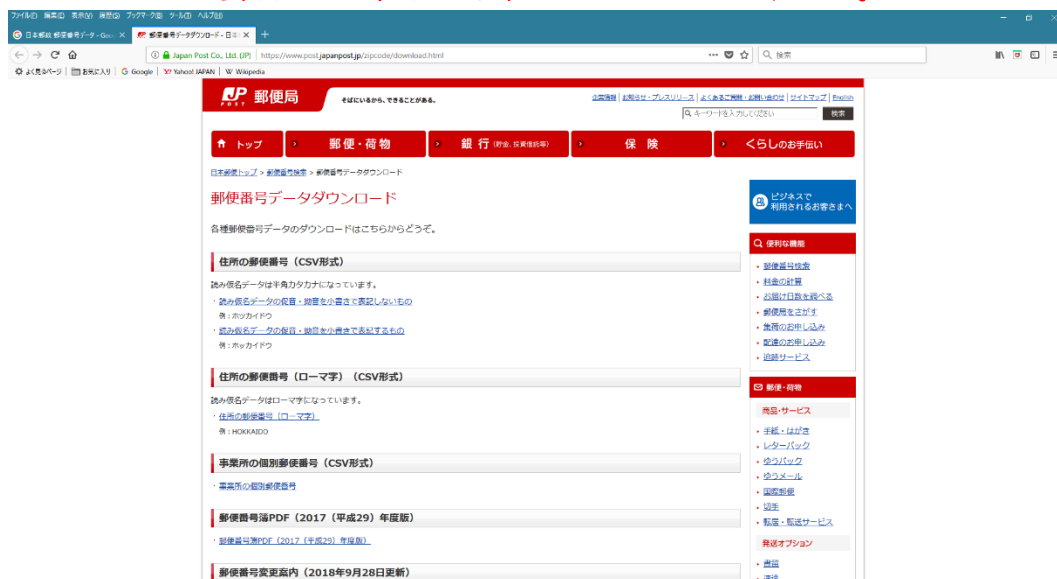 ファイル(F) 編集(E) 表示(V) 履歴(S) ブックマーク(B) ツール(T) ヘルプ(H)
日本郵政 郵便番号データ - Goo
郵便番号データダウンロード - 日本
Japan Post Co., Ltd. (JP) https://www.post.japanpost.jp/zipcode/download.html
検索
よく見るページ お気に入り Google Yahoo! JAPAN Wikipedia
JP POST 郵便局
そばにいるから、できることがある。
企業情報 お知らせ・プレスリリース よくあるご質問・お問い合わせ サイトマップ English
キーワードを入力してください 検索
トップ 郵便・荷物 銀行(貯金、投資信託等) 保険 くらしのお手伝い
日本郵便トップ > 郵便番号検索 > 郵便番号データダウンロード
郵便番号データダウンロード
各種郵便番号データのダウンロードはこちらからどうぞ。
住所の郵便番号（CSV形式）
読み仮名データは半角カタカナになっています。
・読み仮名データの促音・拗音を小書きで表記しないもの
例：ホツカイドウ
・読み仮名データの促音・拗音を小書きで表記するもの
例：ホッカイドウ
住所の郵便番号（ローマ字）（CSV形式）
読み仮名データはローマ字になっています。
・住所の郵便番号（ローマ字）
例：HOKKAIDO
事業所の個別郵便番号（CSV形式）
・事業所の個別郵便番号
郵便番号簿PDF（2017（平成29）年度版）
・郵便番号簿PDF（2017（平成29）年度版）
郵便番号変更案内（2018年9月28日更新）
ビジネスで
利用されるお客さまへ
便利な機能
郵便番号検索
料金の計算
お届け日数を調べる
郵便局をさがす
集荷のお申し込み
配達のお申し込み
追跡サービス
郵便・荷物
商品・サービス
手紙・はがき
レターパック
ゆうパック
ゆうメール
国際郵便
切手
転居・転送サービス
発送オプション
書留
速達